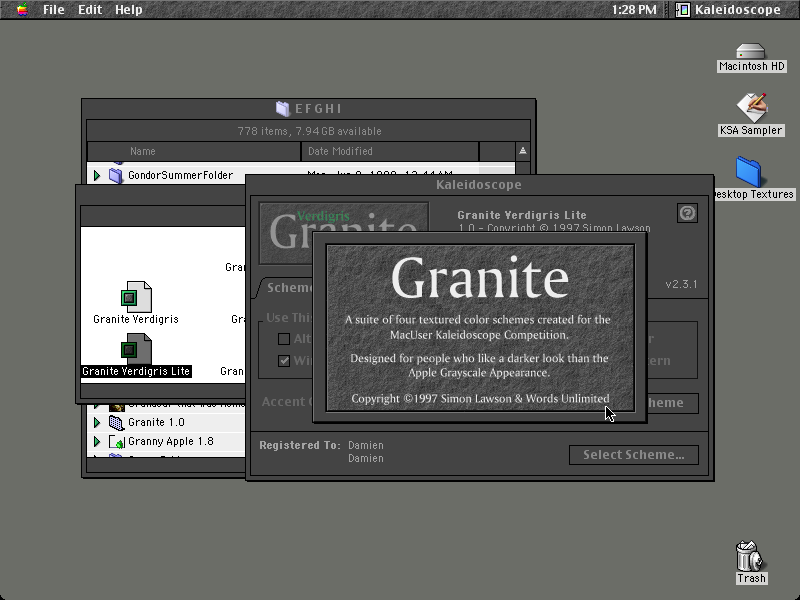 File Edit Help
1:28 PM
Kaleidoscope
Macintosh HD
KSA Sampler
Desktop Textures
Trash
EFGHI
778 items, 7.94 GB available
Name
Date Modified
GondorSummerFolder
Granite 1.0
Granny Apple 1.8
Gra
Granite Verdigris
Gra
Granite Verdigris Lite
Gran
Kaleidoscope
Verdigris
Granite
Granite Verdigris Lite
1.0 - Copyright © 1997 Simon Lawson
v2.3.1
Scheme
Use This
Alt
Wi
r
tern
Accent C
heme
Granite
A suite of four textured color schemes created for the
MacUser Kaleidoscope Competition.
Designed for people who like a darker look than the
Apple Grayscale Appearance.
Copyright ©1997 Simon Lawson & Words Unlimited
Registered To: Damien
Damien
Select Scheme...